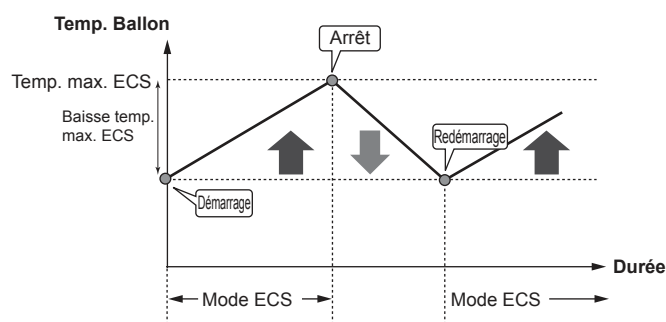 Temp. Ballon
Arrêt
Temp. max. ECS
Baisse temp.
max. ECS
Redémarrage
Démarrage
Durée
Mode ECS
Mode ECS